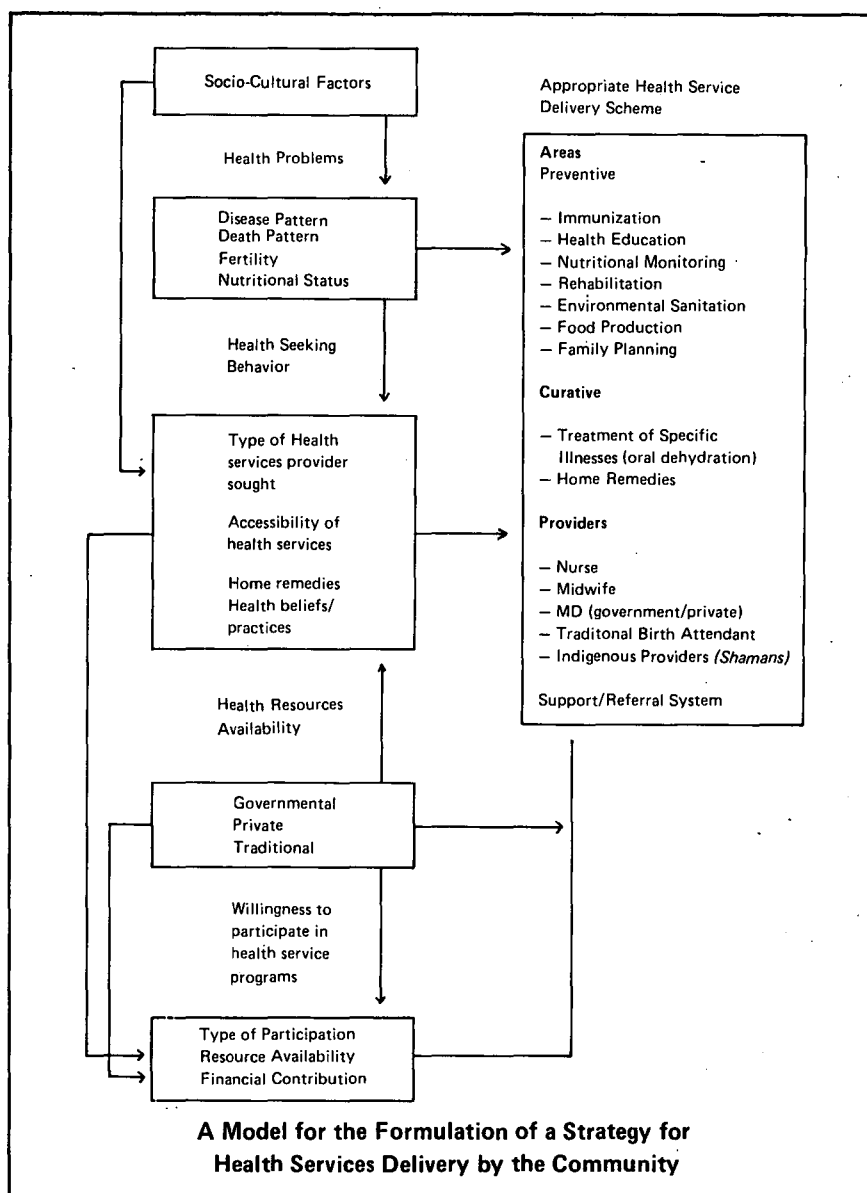 Socio-Cultural Factors
Health Problems
Disease Pattern
Death Pattern
Fertility
Nutritional Status
Health Seeking
Behavior
Type of Health
services provider
sought
Accessibility of
health services
Home remedies
Health beliefs/
practices
Health Resources
Availability
Governmental
Private
Traditional
Willingness to
participate in
health service
programs
Type of Participation
Resource Availability
Financial Contribution
Appropriate Health Service
Delivery Scheme
Areas
Preventive
– Immunization
– Health Education
– Nutritional Monitoring
– Rehabilitation
– Environmental Sanitation
– Food Production
– Family Planning
Curative
– Treatment of Specific
Illnesses (oral dehydration)
– Home Remedies
Providers
– Nurse
– Midwife
– MD (government/private)
– Traditonal Birth Attendant
– Indigenous Providers (Shamans)
Support/Referral System
A Model for the Formulation of a Strategy for
Health Services Delivery by the Community